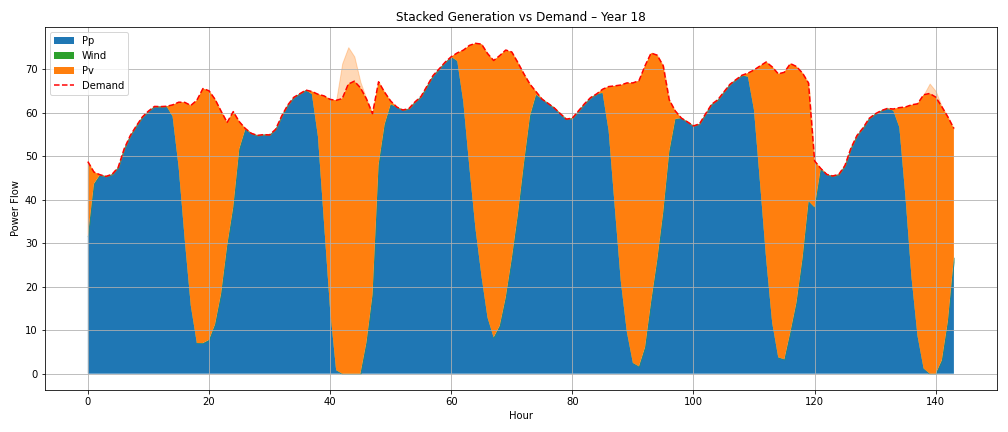 Stacked Generation vs Demand – Year 18
Pp
Wind
Pv
Demand
Power Flow
70
60
50
40
30
20
10
0
0 20 40 60 80 100 120 140
Hour